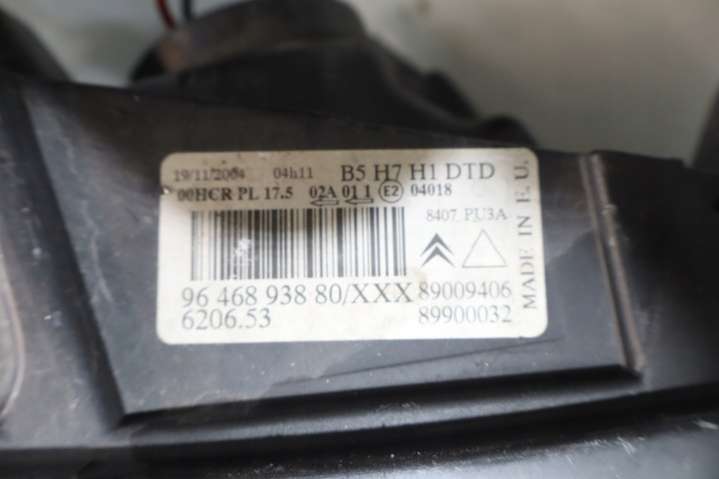 19/11/2004 04h11 B5 H7 H1 DTD
00HCR PL 17.5 02A 01 1 E2 04018
8407 PU3A
96 468 938 80/XXX 89009406
6206.53 89900032
MADE IN E.U.